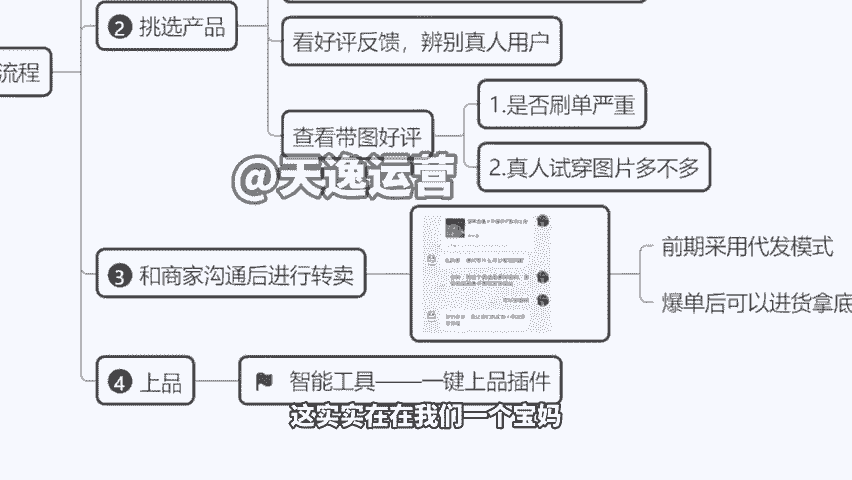 流程
2 挑选产品
看好评反馈，辨别真人用户
查看带图好评
1.是否刷单严重
2.真人试穿图片多不多
@天逸运营
3 和商家沟通后进行转卖
前期采用代发模式
爆单后可以进货拿底
4 上品
智能工具——一键上品插件
这实实在在我们一个宝妈